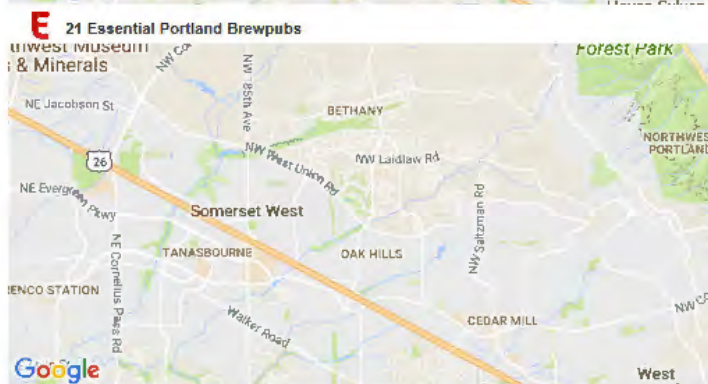 E 21 Essential Portland Brewpubs
Forest Park
Museum
& Minerals
NE Jacobson St
NW 185th Ave
BETHANY
NORTHWEST
PORTLAND
26
NW West Union Rd
NW Laidlaw Rd
NE Evergreen Pkwy
Somerset West
NW Saltzman Rd
TANASBOURNE
OAK HILLS
NE Cornelius Pass Rd
RENCO STATION
Walker Road
CEDAR MILL
West
Google